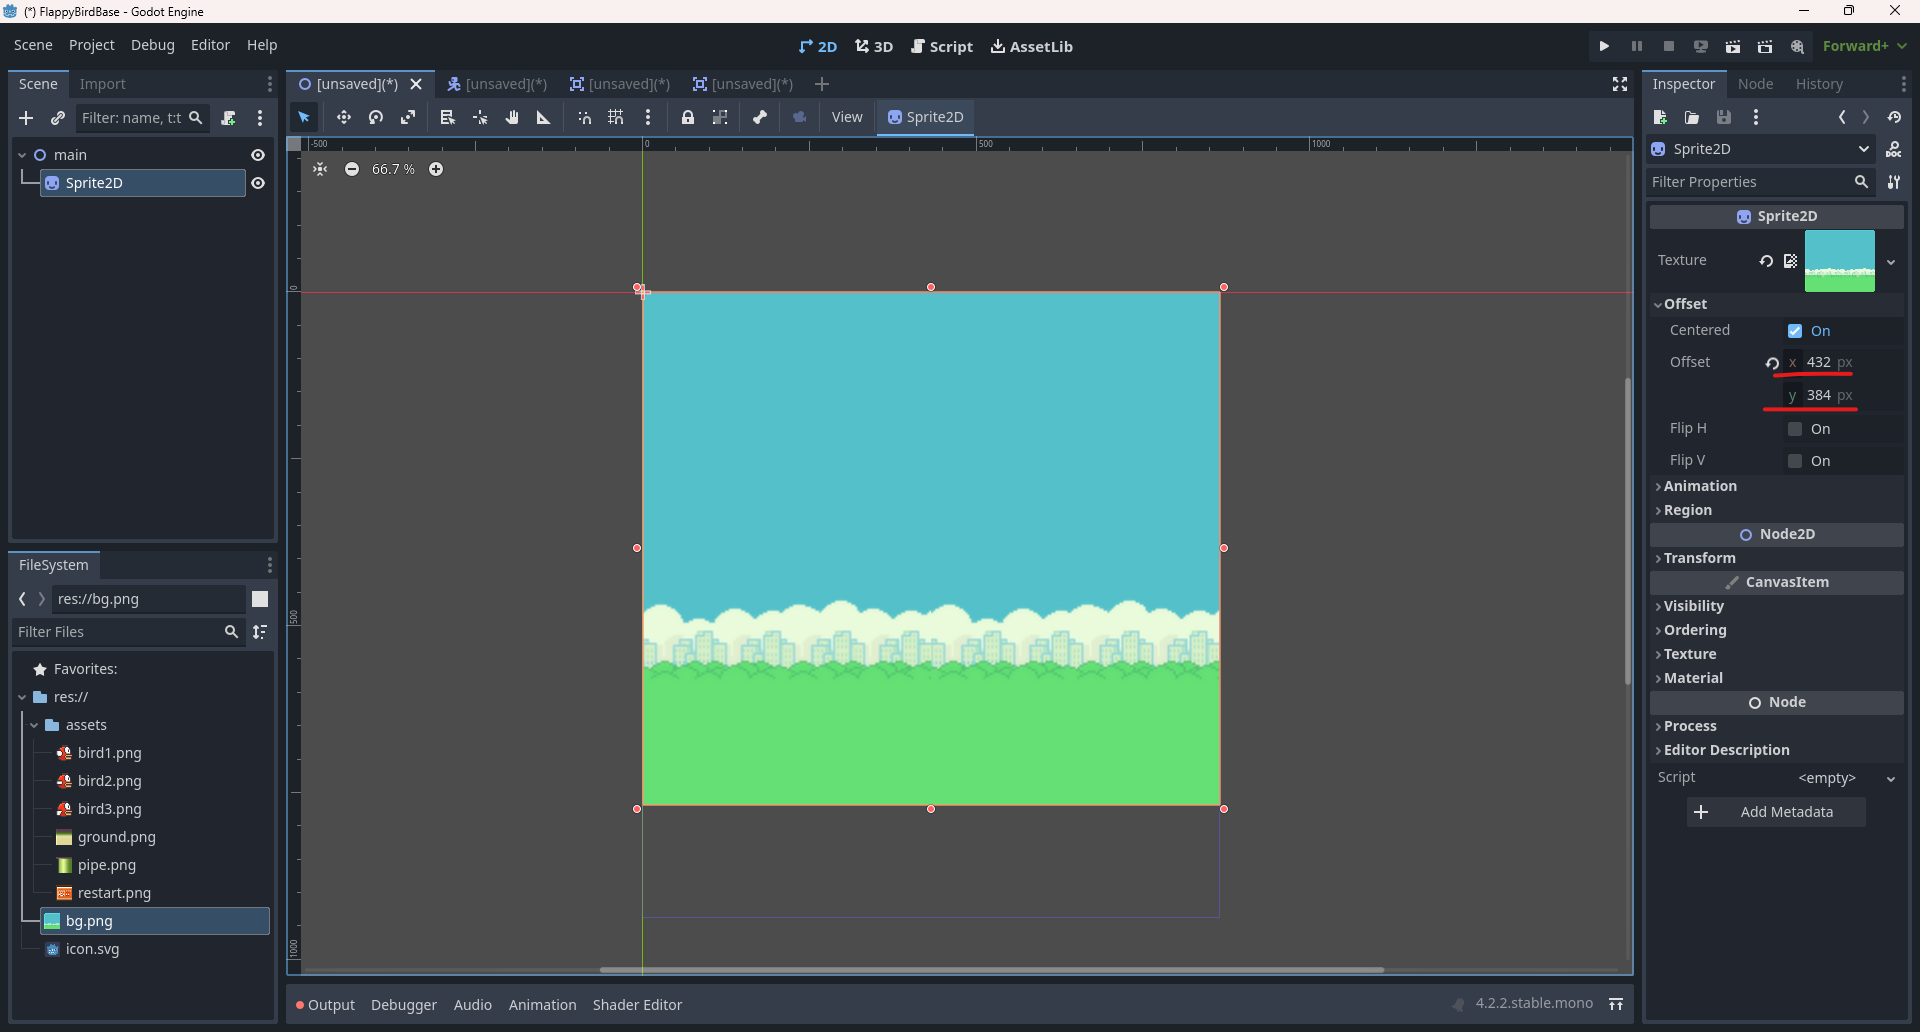 (*) FlappyBirdBase - Godot Engine
Scene Project Debug Editor Help
2D 3D Script AssetLib
Forward+
Scene Import
[unsaved](*) [unsaved](*) [unsaved](*) [unsaved](*)
Inspector Node History
Filter: name, t:t
View Sprite2D
-500 0 500 1000
66.7 %
0
500
1000
main
Sprite2D
Sprite2D
Filter Properties
Sprite2D
Texture
Offset
Centered On
Offset x 432 px
y 384 px
Flip H On
Flip V On
Animation
Region
Node2D
Transform
CanvasItem
Visibility
Ordering
Texture
Material
Node
Process
Editor Description
Script <empty>
Add Metadata
FileSystem
res://bg.png
Filter Files
Favorites:
res://
assets
bird1.png
bird2.png
bird3.png
ground.png
pipe.png
restart.png
bg.png
icon.svg
Output Debugger Audio Animation Shader Editor
4.2.2.stable.mono